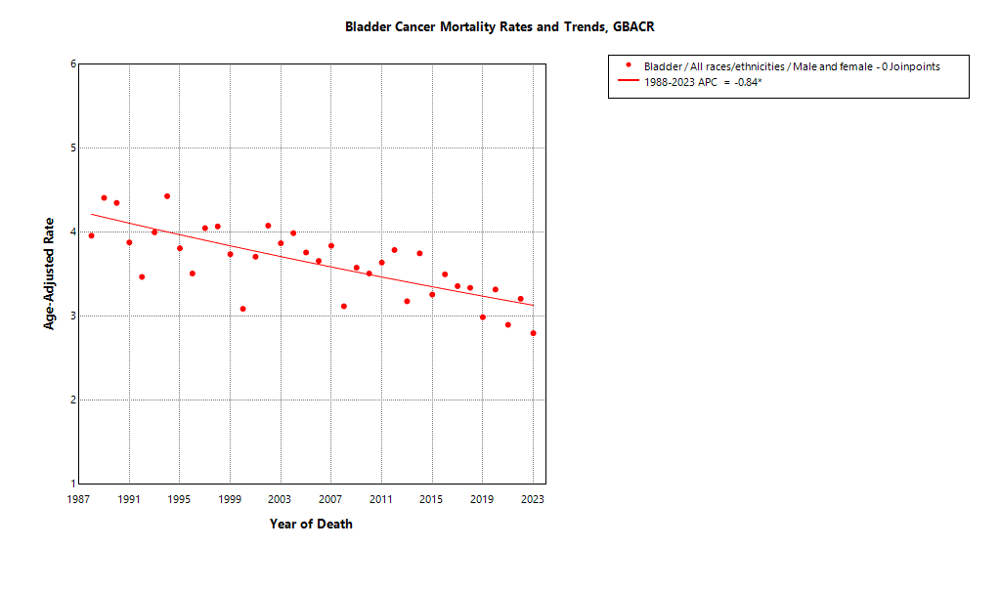 Bladder Cancer Mortality Rates and Trends, GBACR
Bladder / All races/ethnicities / Male and female - 0 Joinpoints
1988-2023 APC = -0.84*
Age-Adjusted Rate
6
5
4
3
2
1
1987 1991 1995 1999 2003 2007 2011 2015 2019 2023
Year of Death